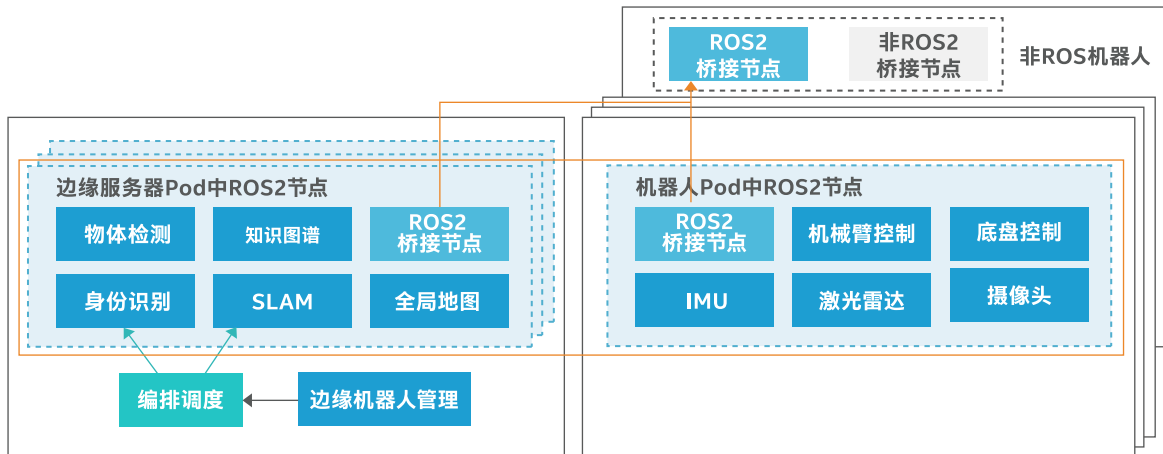 ROS2
桥接节点
非ROS2
桥接节点
非ROS机器人
边缘服务器Pod中ROS2节点
物体检测
知识图谱
ROS2
桥接节点
身份识别
SLAM
全局地图
编排调度
边缘机器人管理
机器人Pod中ROS2节点
ROS2
桥接节点
机械臂控制
底盘控制
IMU
激光雷达
摄像头